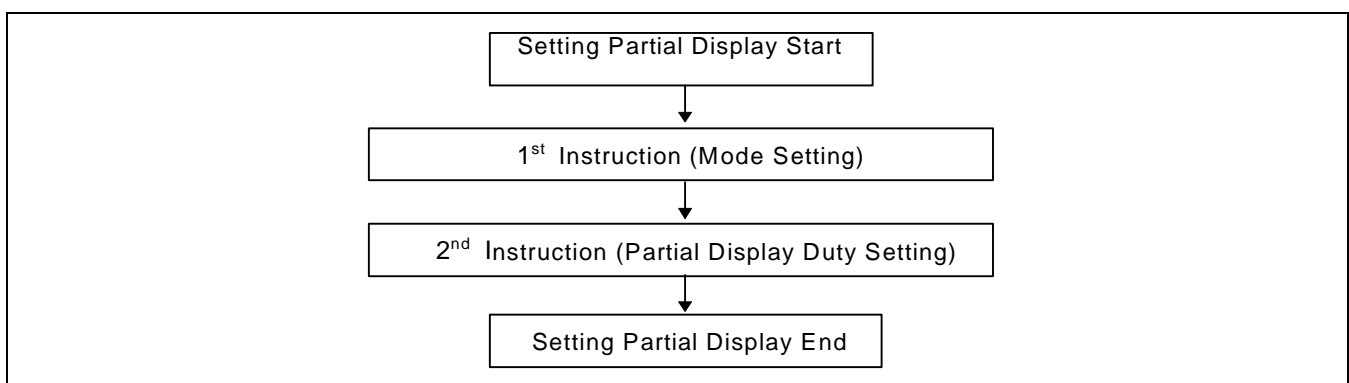 Setting Partial Display Start
1st Instruction (Mode Setting)
2nd Instruction (Partial Display Duty Setting)
Setting Partial Display End